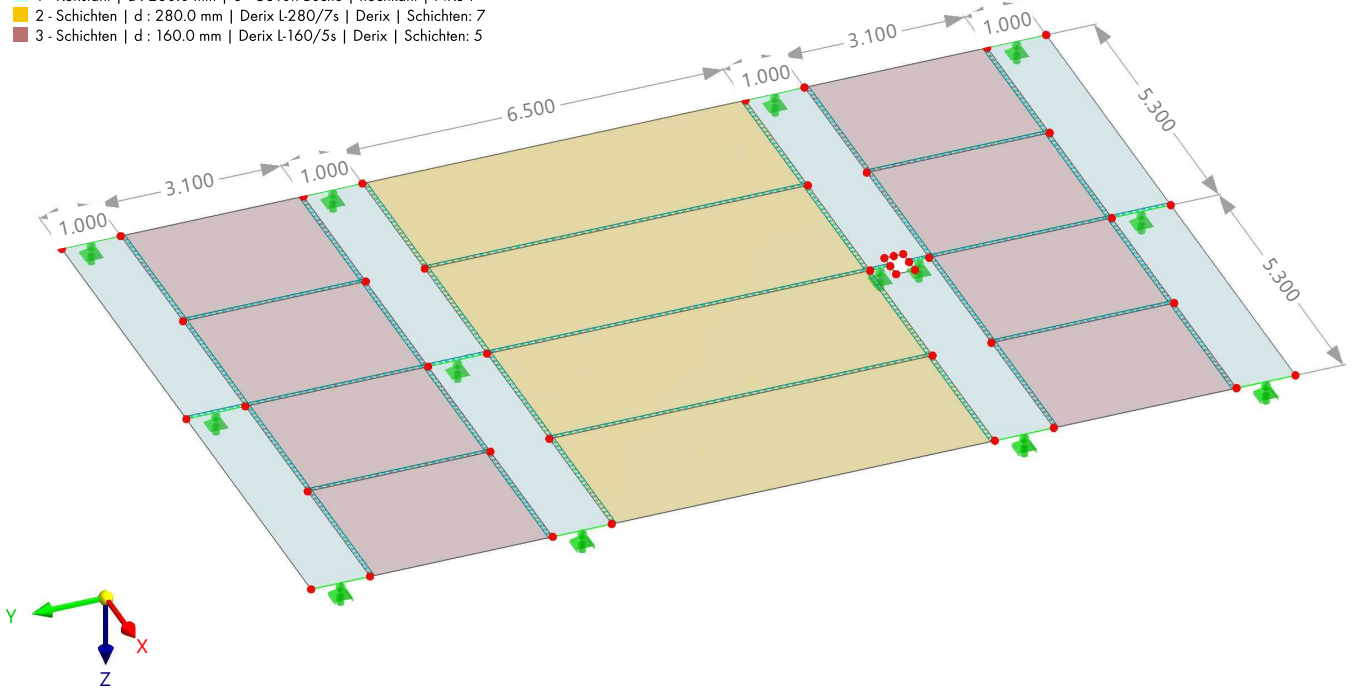 2 - Schichten | d : 280.0 mm | Derix L-280/7s | Derix | Schichten: 7
3 - Schichten | d : 160.0 mm | Derix L-160/5s | Derix | Schichten: 5
1.000
3.100
1.000
6.500
1.000
3.100
1.000
5.300
5.300
Y
X
Z